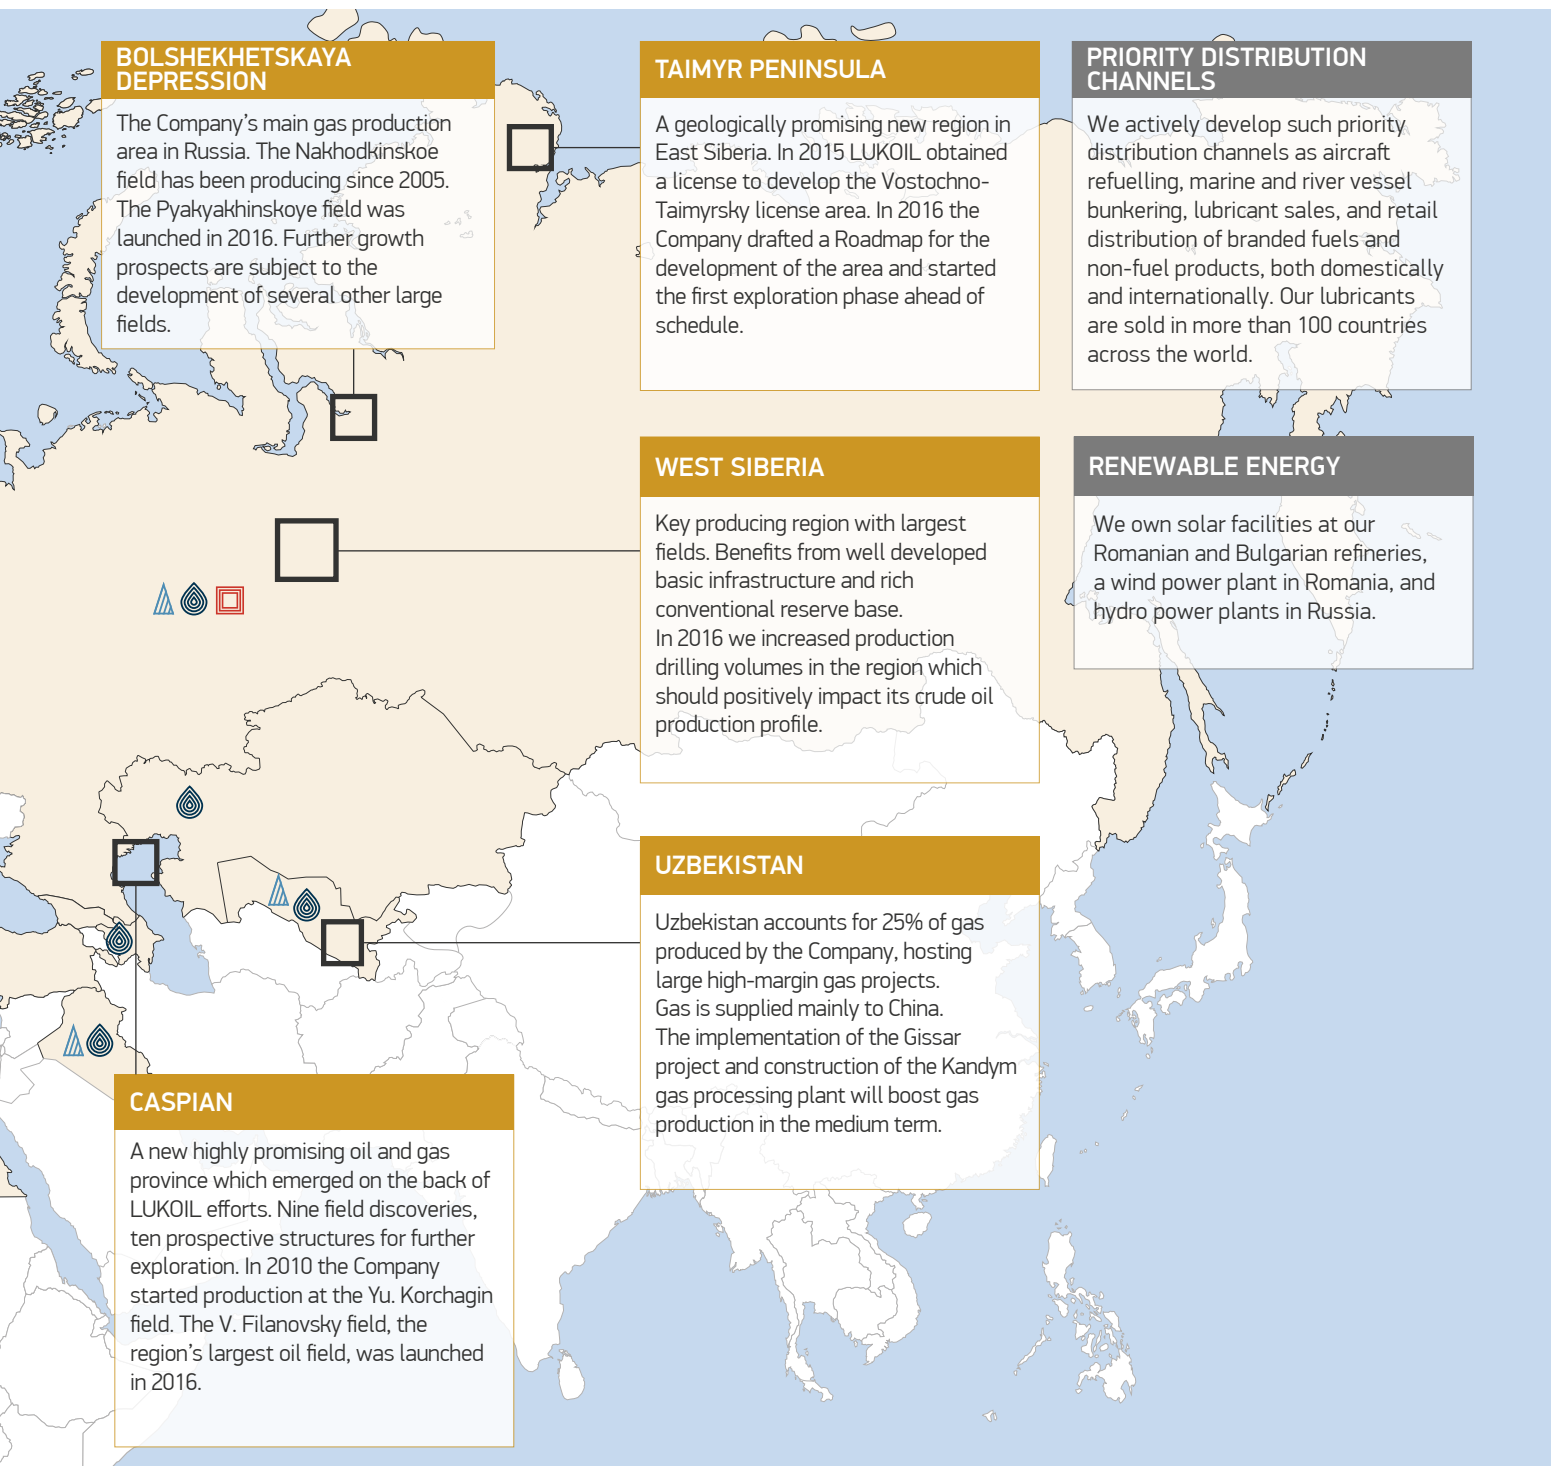 BOLSHEKHETSKAYA
DEPRESSION
The Company's main gas production
area in Russia. The Nakhodkinskoe
field has been producing since 2005.
The Pyakyakhinskoye field was
launched in 2016. Further growth
prospects are subject to the
development of several other large
fields.
TAIMYR PENINSULA
A geologically promising new region in
East Siberia. In 2015 LUKOIL obtained
a license to develop the Vostochno-
Taimyrsky license area. In 2016 the
Company drafted a Roadmap for the
development of the area and started
the first exploration phase ahead of
schedule.
PRIORITY DISTRIBUTION
CHANNELS
We actively develop such priority
distribution channels as aircraft
refuelling, marine and river vessel
bunkering, lubricant sales, and retail
distribution of branded fuels and
non-fuel products, both domestically
and internationally. Our lubricants
are sold in more than 100 countries
across the world.
WEST SIBERIA
Key producing region with largest
fields. Benefits from well developed
basic infrastructure and rich
conventional reserve base.
In 2016 we increased production
drilling volumes in the region which
should positively impact its crude oil
production profile.
RENEWABLE ENERGY
We own solar facilities at our
Romanian and Bulgarian refineries,
a wind power plant in Romania, and
hydro power plants in Russia.
UZBEKISTAN
Uzbekistan accounts for 25% of gas
produced by the Company, hosting
large high-margin gas projects.
Gas is supplied mainly to China.
The implementation of the Gissar
project and construction of the Kandym
gas processing plant will boost gas
production in the medium term.
CASPIAN
A new highly promising oil and gas
province which emerged on the back of
LUKOIL efforts. Nine field discoveries,
ten prospective structures for further
exploration. In 2010 the Company
started production at the Yu. Korchagin
field. The V. Filanovsky field, the
region's largest oil field, was launched
in 2016.